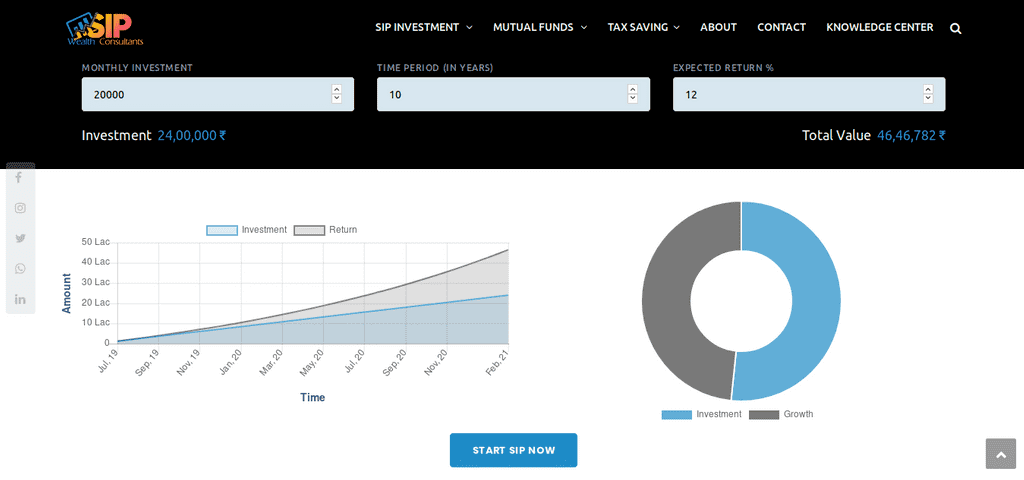 SIP
Wealth Consultants
SIP INVESTMENT MUTUAL FUNDS TAX SAVING ABOUT CONTACT KNOWLEDGE CENTER
MONTHLY INVESTMENT TIME PERIOD (IN YEARS) EXPECTED RETURN %
20000 10 12
Investment 24,00,000 ₹ Total Value 46,46,782 ₹
Investment Return
50 Lac
40 Lac
30 Lac
20 Lac
10 Lac
0
Amount
Jul, 19 Sep, 19 Nov, 19 Jan, 20 Mar, 20 May, 20 Jul, 20 Sep, 20 Nov, 20 Feb, 21
Time
Investment Growth
START SIP NOW